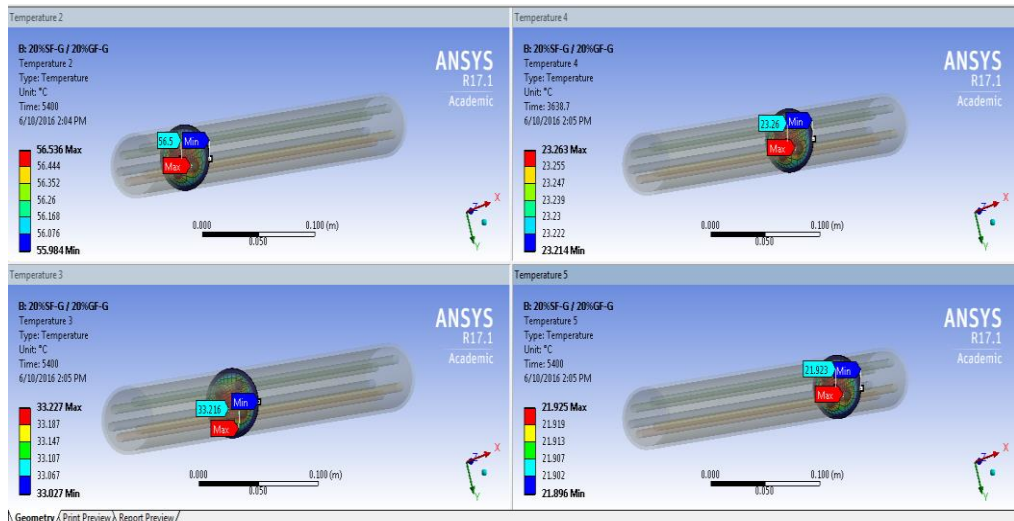 Temperature 2
B: 20%SF-G / 20%GF-G
Temperature 2
Type: Temperature
Unit: °C
Time: 5400
6/10/2016 2:04 PM
56.536 Max
56.444
56.352
56.26
56.168
56.076
55.984 Min
ANSYS
R17.1
Academic
56.5
Min
Max
0.000
0.100 (m)
0.050
X
Z
Y
Temperature 4
B: 20%SF-G / 20%GF-G
Temperature 4
Type: Temperature
Unit: °C
Time: 3638.7
6/10/2016 2:05 PM
23.263 Max
23.255
23.247
23.239
23.23
23.222
23.214 Min
ANSYS
R17.1
Academic
23.26
Min
Max
0.000
0.100 (m)
0.050
X
Z
Y
Temperature 3
B: 20%SF-G / 20%GF-G
Temperature 3
Type: Temperature
Unit: °C
Time: 5400
6/10/2016 2:05 PM
33.227 Max
33.187
33.147
33.107
33.067
33.027 Min
ANSYS
R17.1
Academic
33.216
Min
Max
0.000
0.100 (m)
0.050
X
Z
Y
Temperature 5
B: 20%SF-G / 20%GF-G
Temperature 5
Type: Temperature
Unit: °C
Time: 5400
6/10/2016 2:05 PM
21.925 Max
21.919
21.913
21.907
21.902
21.896 Min
ANSYS
R17.1
Academic
21.923
Min
Max
0.000
0.100 (m)
0.050
X
Z
Y
Geometry / Print Preview / Report Preview /